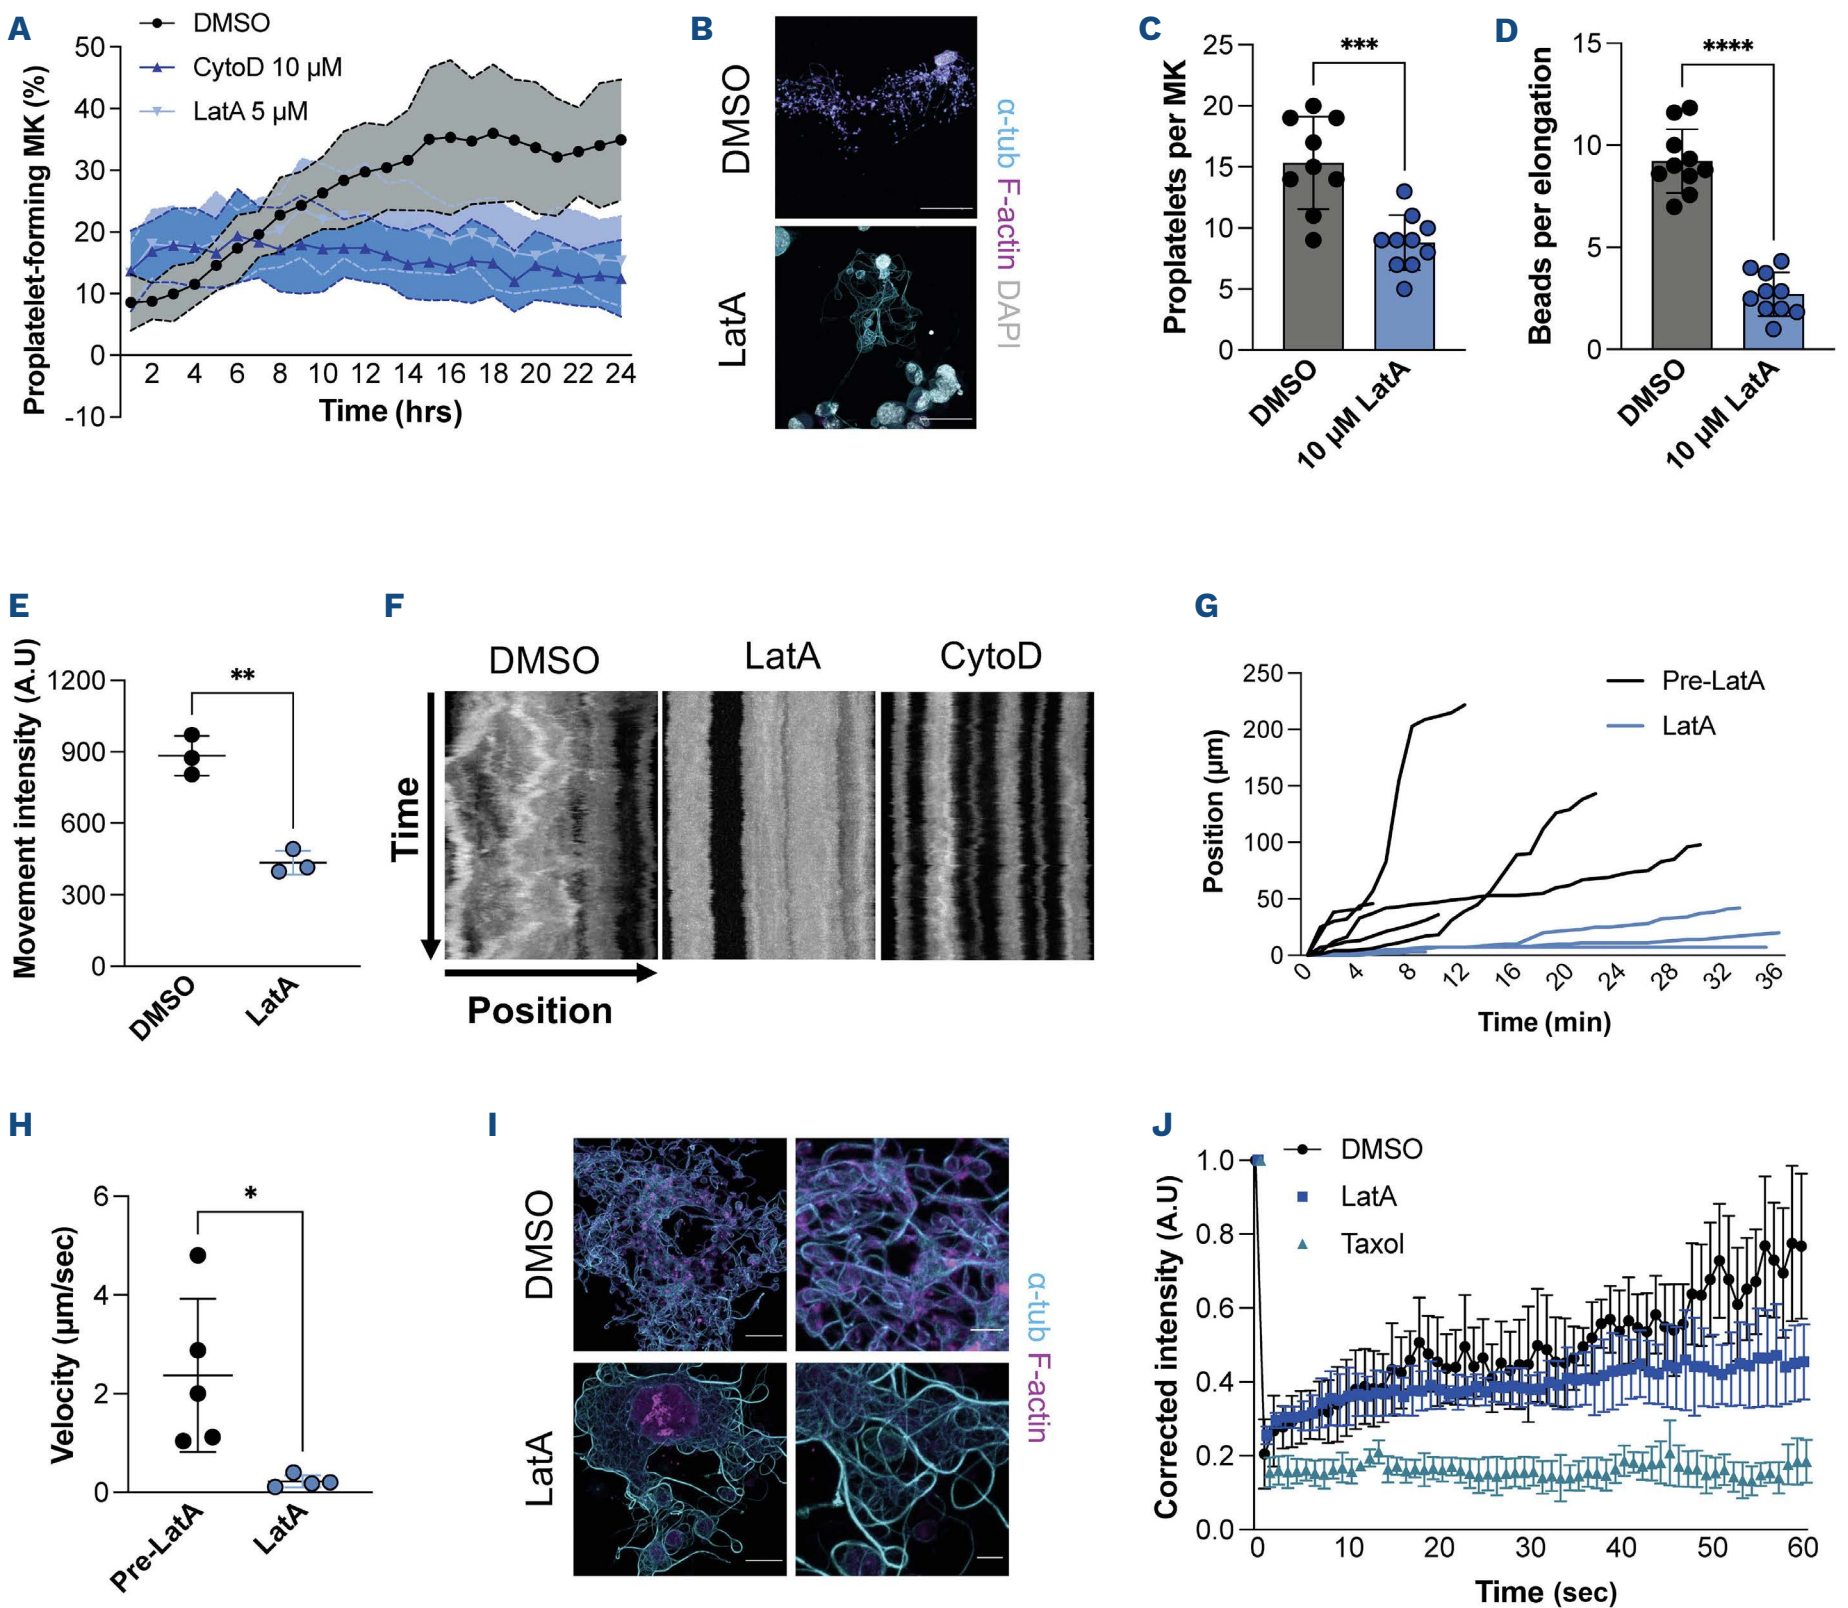 A
DMSO
CytoD 10 µM
LatA 5 µM
Proplatelet-forming MK (%)
50
40
30
20
10
0
-10
2 4 6 8 10 12 14 16 18 20 22 24
Time (hrs)
B
DMSO
LatA
α-tub F-actin DAPI
C
***
Proplatelets per MK
25
20
15
10
5
0
DMSO
10 µM LatA
D
****
Beads per elongation
15
10
5
0
DMSO
10 µM LatA
E
**
Movement intensity (A.U)
1200
900
600
300
0
DMSO
LatA
F
DMSO LatA CytoD
Time
Position
G
Pre-LatA
LatA
Position (µm)
250
200
150
100
50
0
0 4 8 12 16 20 24 28 32 36
Time (min)
H
*
Velocity (µm/sec)
6
4
2
0
Pre-LatA
LatA
I
DMSO
LatA
α-tub F-actin
J
DMSO
LatA
Taxol
Corrected intensity (A.U)
1.0
0.8
0.6
0.4
0.2
0.0
0 10 20 30 40 50 60
Time (sec)